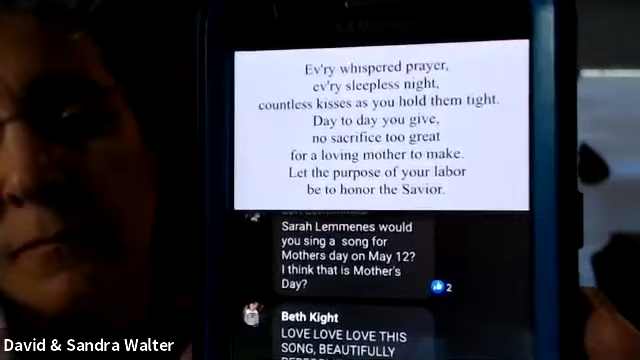 SAMSUNG
Ev'ry whispered prayer,
ev'ry sleepless night,
countless kisses as you hold them tight.
Day to day you give,
no sacrifice too great
for a loving mother to make.
Let the purpose of your labor
be to honor the Savior.
Sarah Lemmenes would
you sing a song for
Mothers day on May 12?
I think that is Mother's
Day?
2
Beth Kight
LOVE LOVE LOVE THIS
SONG, BEAUTIFULLY
David & Sandra Walter